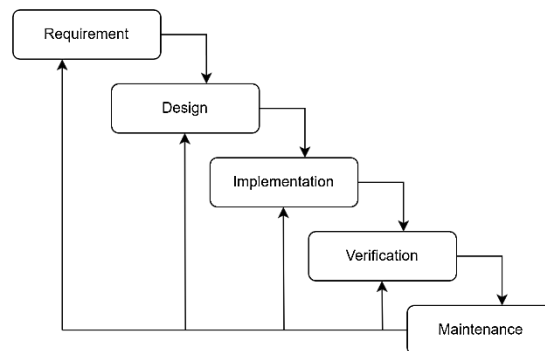 Requirement
Design
Implementation
Verification
Maintenance